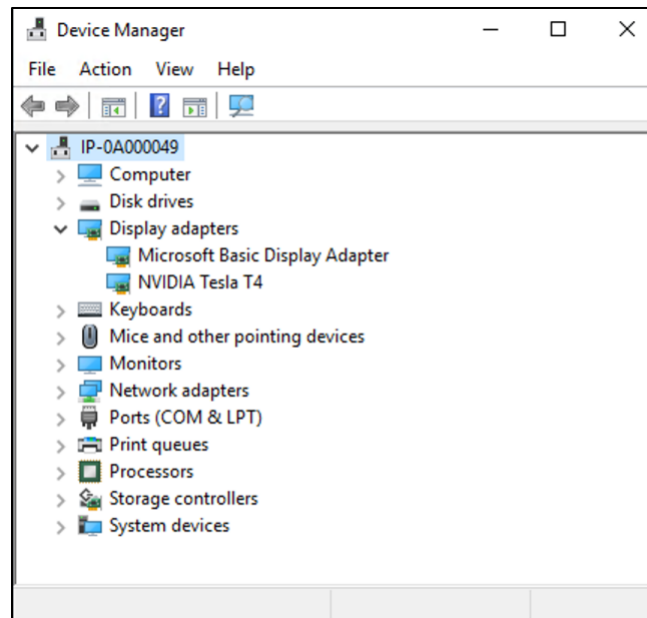 Device Manager
File Action View Help
IP-0A000049
Computer
Disk drives
Display adapters
Microsoft Basic Display Adapter
NVIDIA Tesla T4
Keyboards
Mice and other pointing devices
Monitors
Network adapters
Ports (COM & LPT)
Print queues
Processors
Storage controllers
System devices